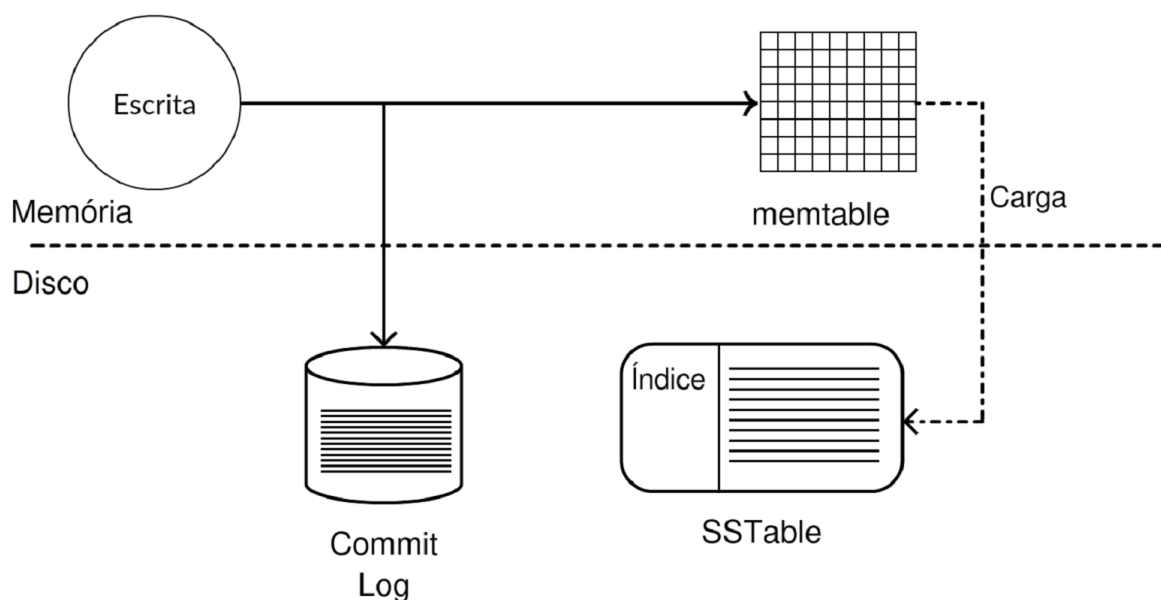 Escrita
Memória
memtable
Carga
Disco
Índice
Commit
Log
SSTable